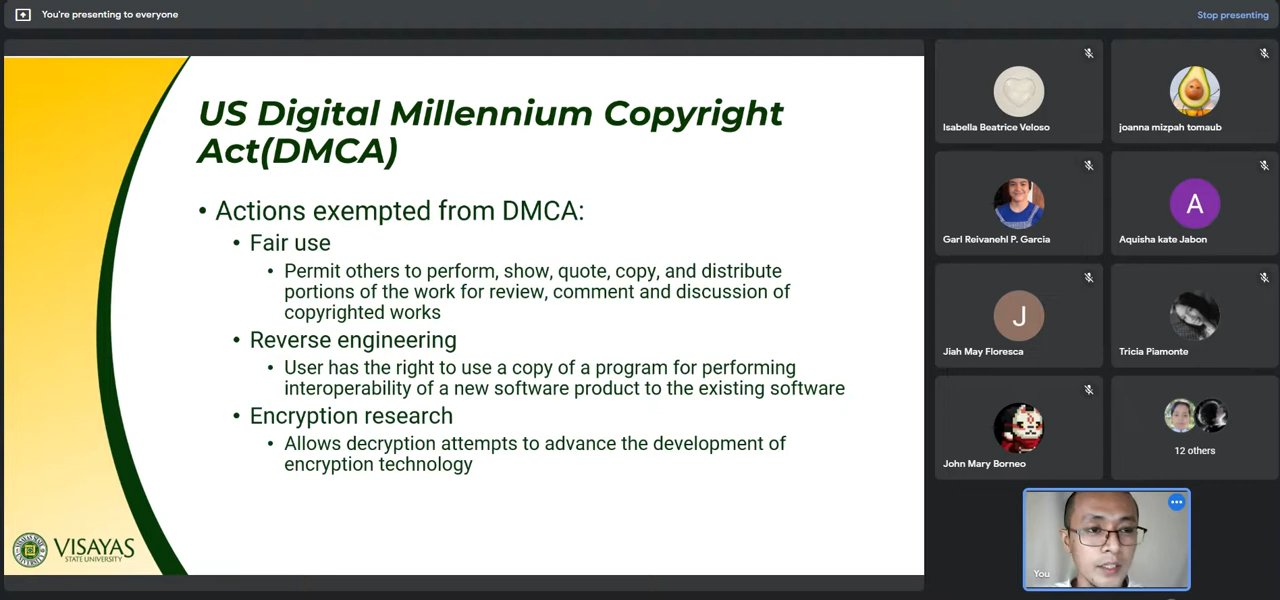 You're presenting to everyone
Stop presenting
US Digital Millennium Copyright
Act(DMCA)
• Actions exempted from DMCA:
• Fair use
• Permit others to perform, show, quote, copy, and distribute
portions of the work for review, comment and discussion of
copyrighted works
• Reverse engineering
• User has the right to use a copy of a program for performing
interoperability of a new software product to the existing software
• Encryption research
• Allows decryption attempts to advance the development of
encryption technology
VISAYAS
STATE UNIVERSITY
Isabella Beatrice Veloso
joanna mizpah tomaub
Garl Reivanehl P. Garcia
A
Aquisha kate Jabon
J
Jiah May Floresca
Tricia Piamonte
John Mary Borneo
12 others
You